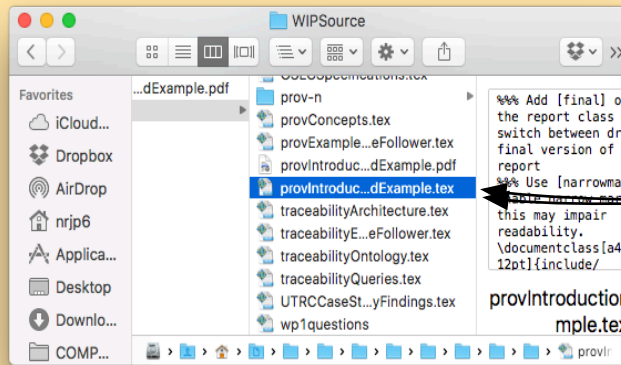 WIPSource
Favorites
iCloud...
Dropbox
AirDrop
nrjp6
Applica...
Desktop
Downlo...
COMP...
...dExample.pdf
prov-n
provConcepts.tex
provExample...eFollower.tex
provIntroduc...dExample.pdf
provIntroduc...dExample.tex
traceabilityArchitecture.tex
traceabilityE...eFollower.tex
traceabilityOntology.tex
traceabilityQueries.tex
UTRCCaseSt...yFindings.tex
wp1questions
%%% Add [final] o
the report class
switch between dr
final version of
report
%%% Use [narrowma
this may impair
readability.
\documentclass[a4
12pt]{include/
provIntroduction
mple.tex
provIn